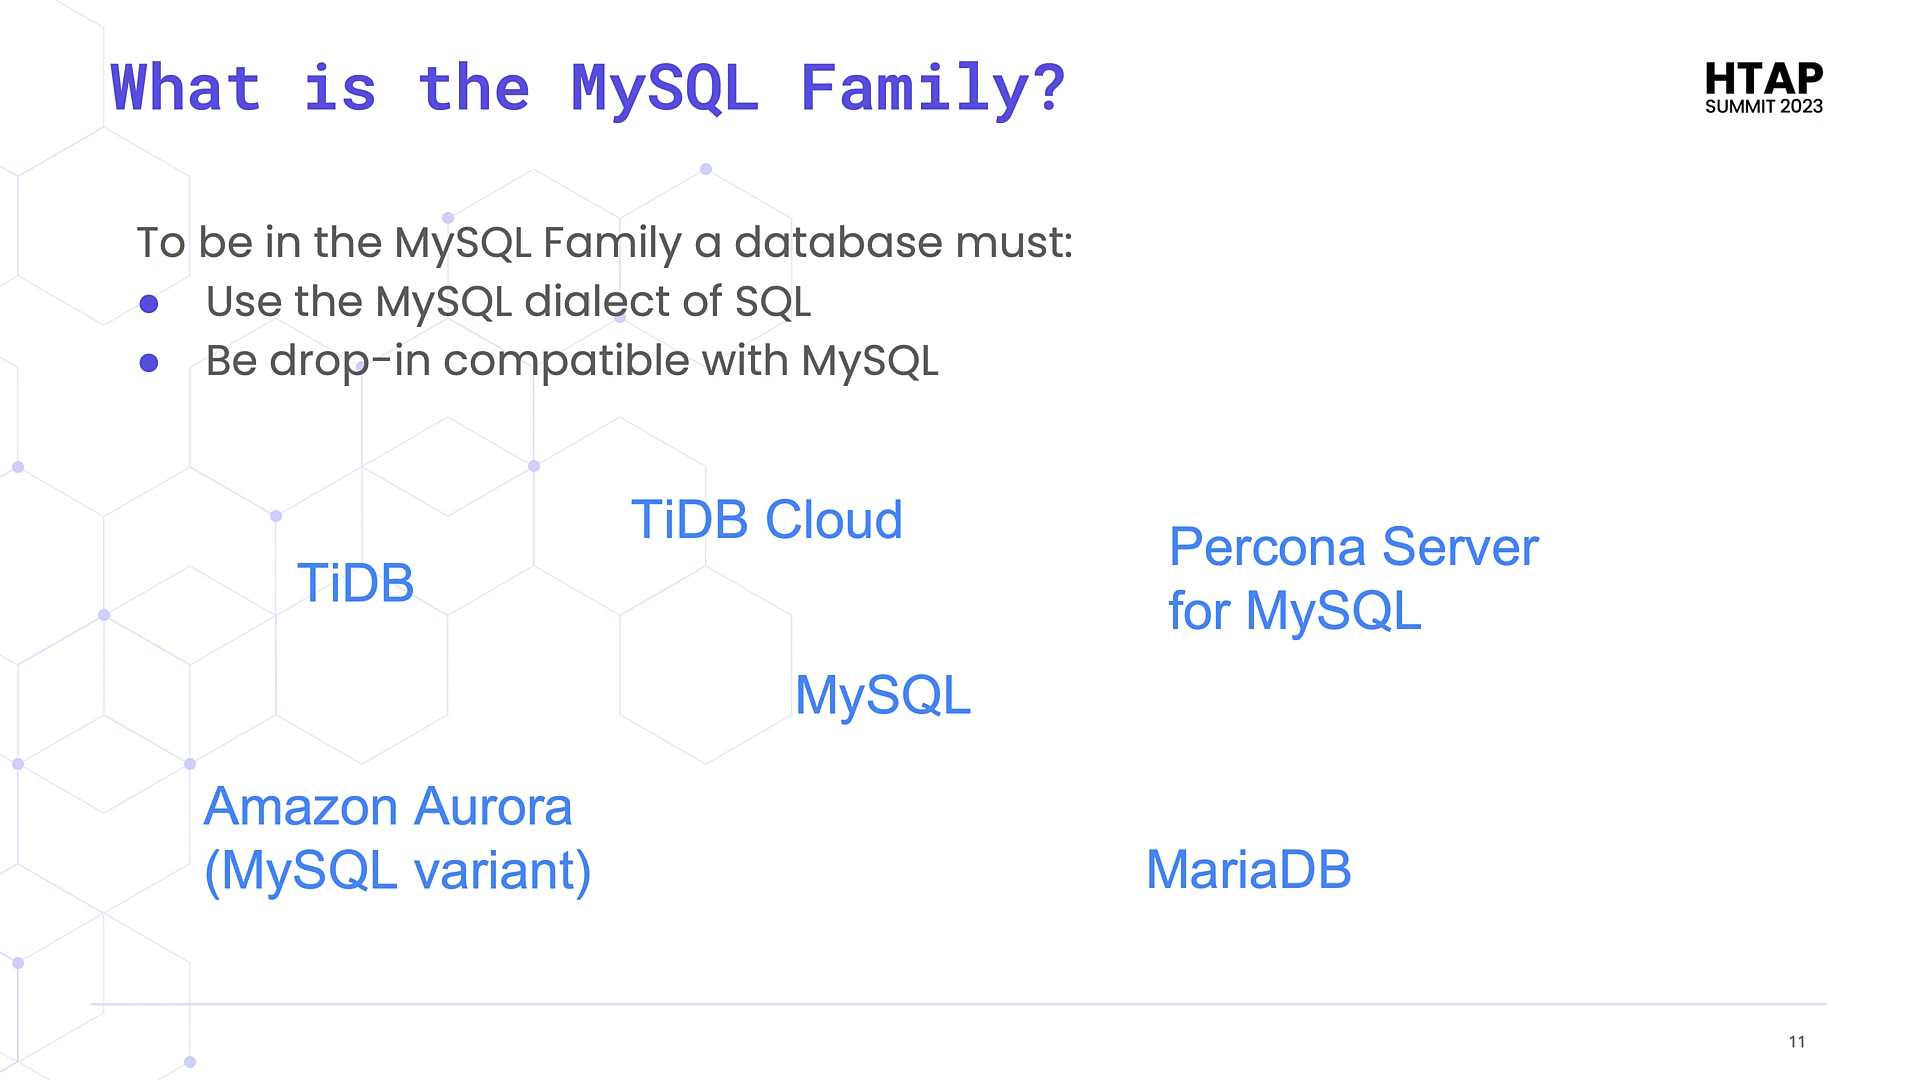 What is the MySQL Family?
HTAP
SUMMIT 2023
To be in the MySQL Family a database must:
● Use the MySQL dialect of SQL
● Be drop-in compatible with MySQL
TiDB Cloud
Percona Server
for MySQL
TiDB
MySQL
Amazon Aurora
(MySQL variant)
MariaDB
11